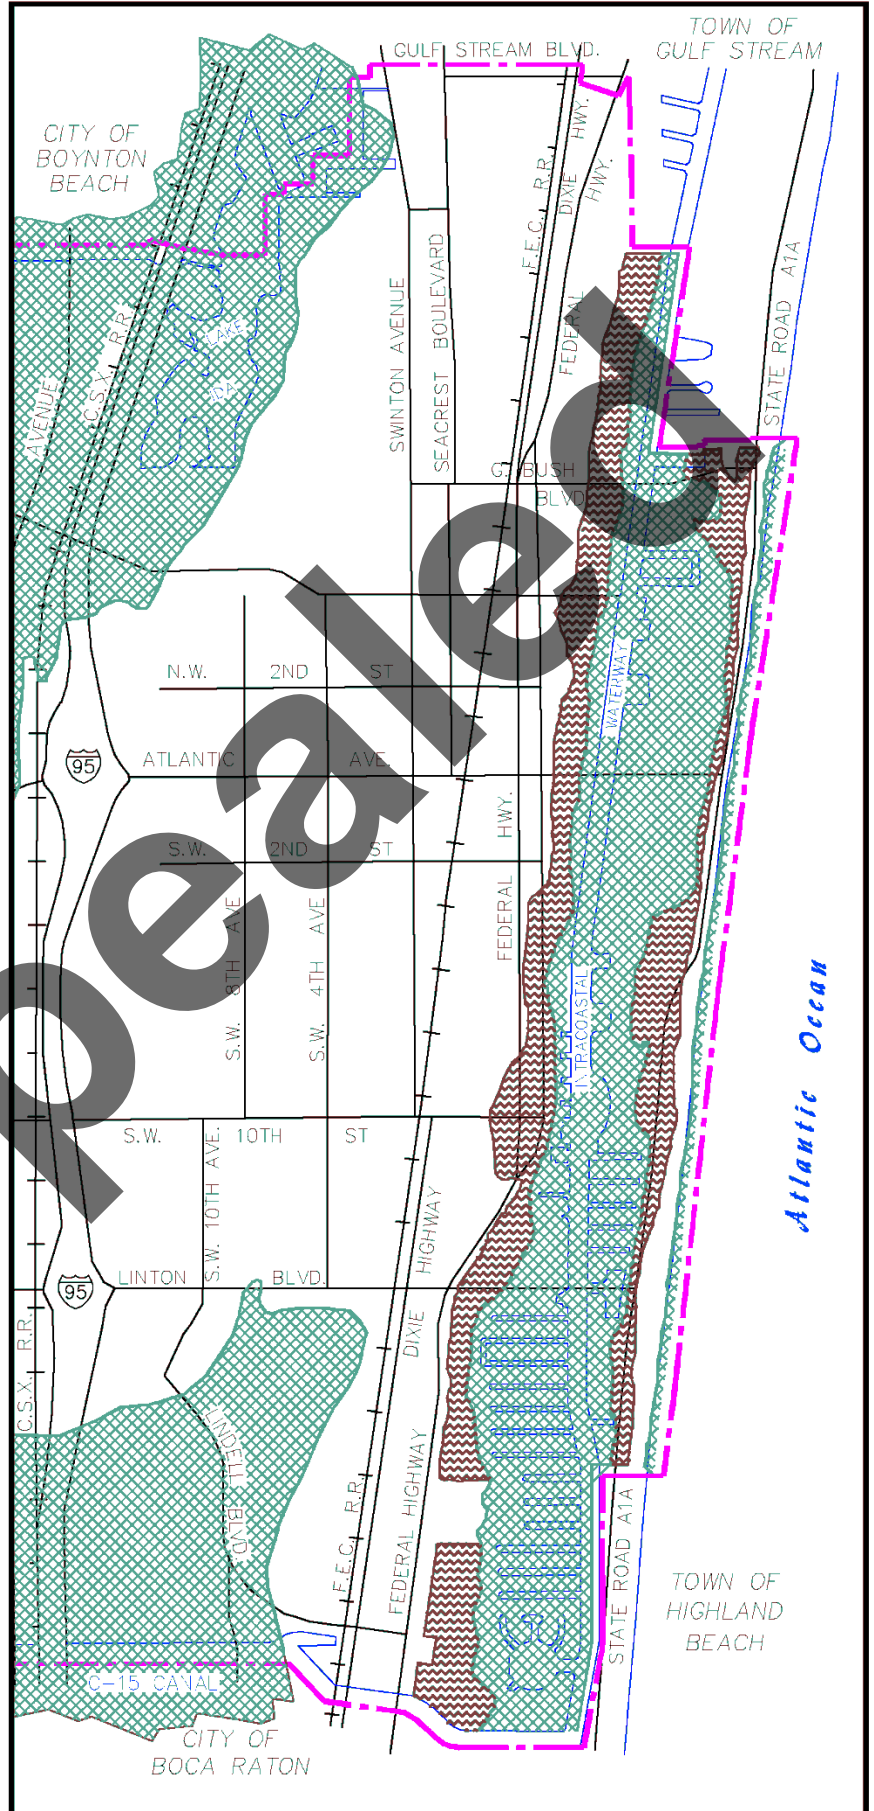 TOWN OF
GULF STREAM
GULF STREAM BLVD.
CITY OF
BOYNTON
BEACH
DIXIE HWY.
F.E.C. R.R.
FEDERAL HWY.
STATE ROAD A1A
SWINTON AVENUE
SEACREST BOULEVARD
C.S.X. R.R.
AVENUE
LAKE
IDA
G. BUSH
BLVD
N.W. 2ND ST
WATERWAY
95
ATLANTIC AVE.
S.W. 2ND ST
FEDERAL HWY.
S.W. 8TH AVE
S.W. 4TH AVE
INTRACOASTAL
Atlantic Ocean
S.W. 10TH ST
S.W. 10TH AVE.
DIXIE HIGHWAY
95
LINTON BLVD.
C.S.X. R.R.
LINDELL BLVD
F.E.C. R.R.
FEDERAL HIGHWAY
STATE ROAD A1A
TOWN OF
HIGHLAND
BEACH
C-15 CANAL
CITY OF
BOCA RATON
pealed